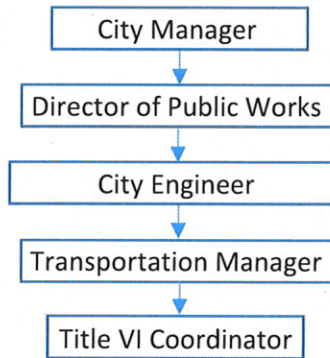 City Manager
Director of Public Works
City Engineer
Transportation Manager
Title VI Coordinator